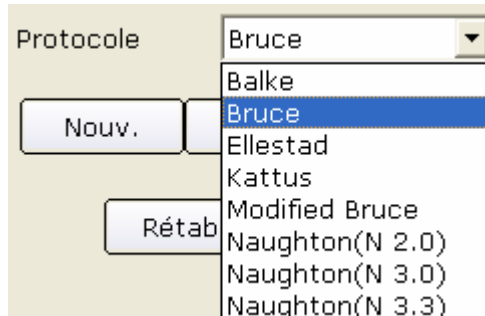 Protocole Bruce
Balke
Nouv. Bruce
Ellestad
Kattus
Modified Bruce
Rétab Naughton(N 2.0)
Naughton(N 3.0)
Naughton(N 3.3)